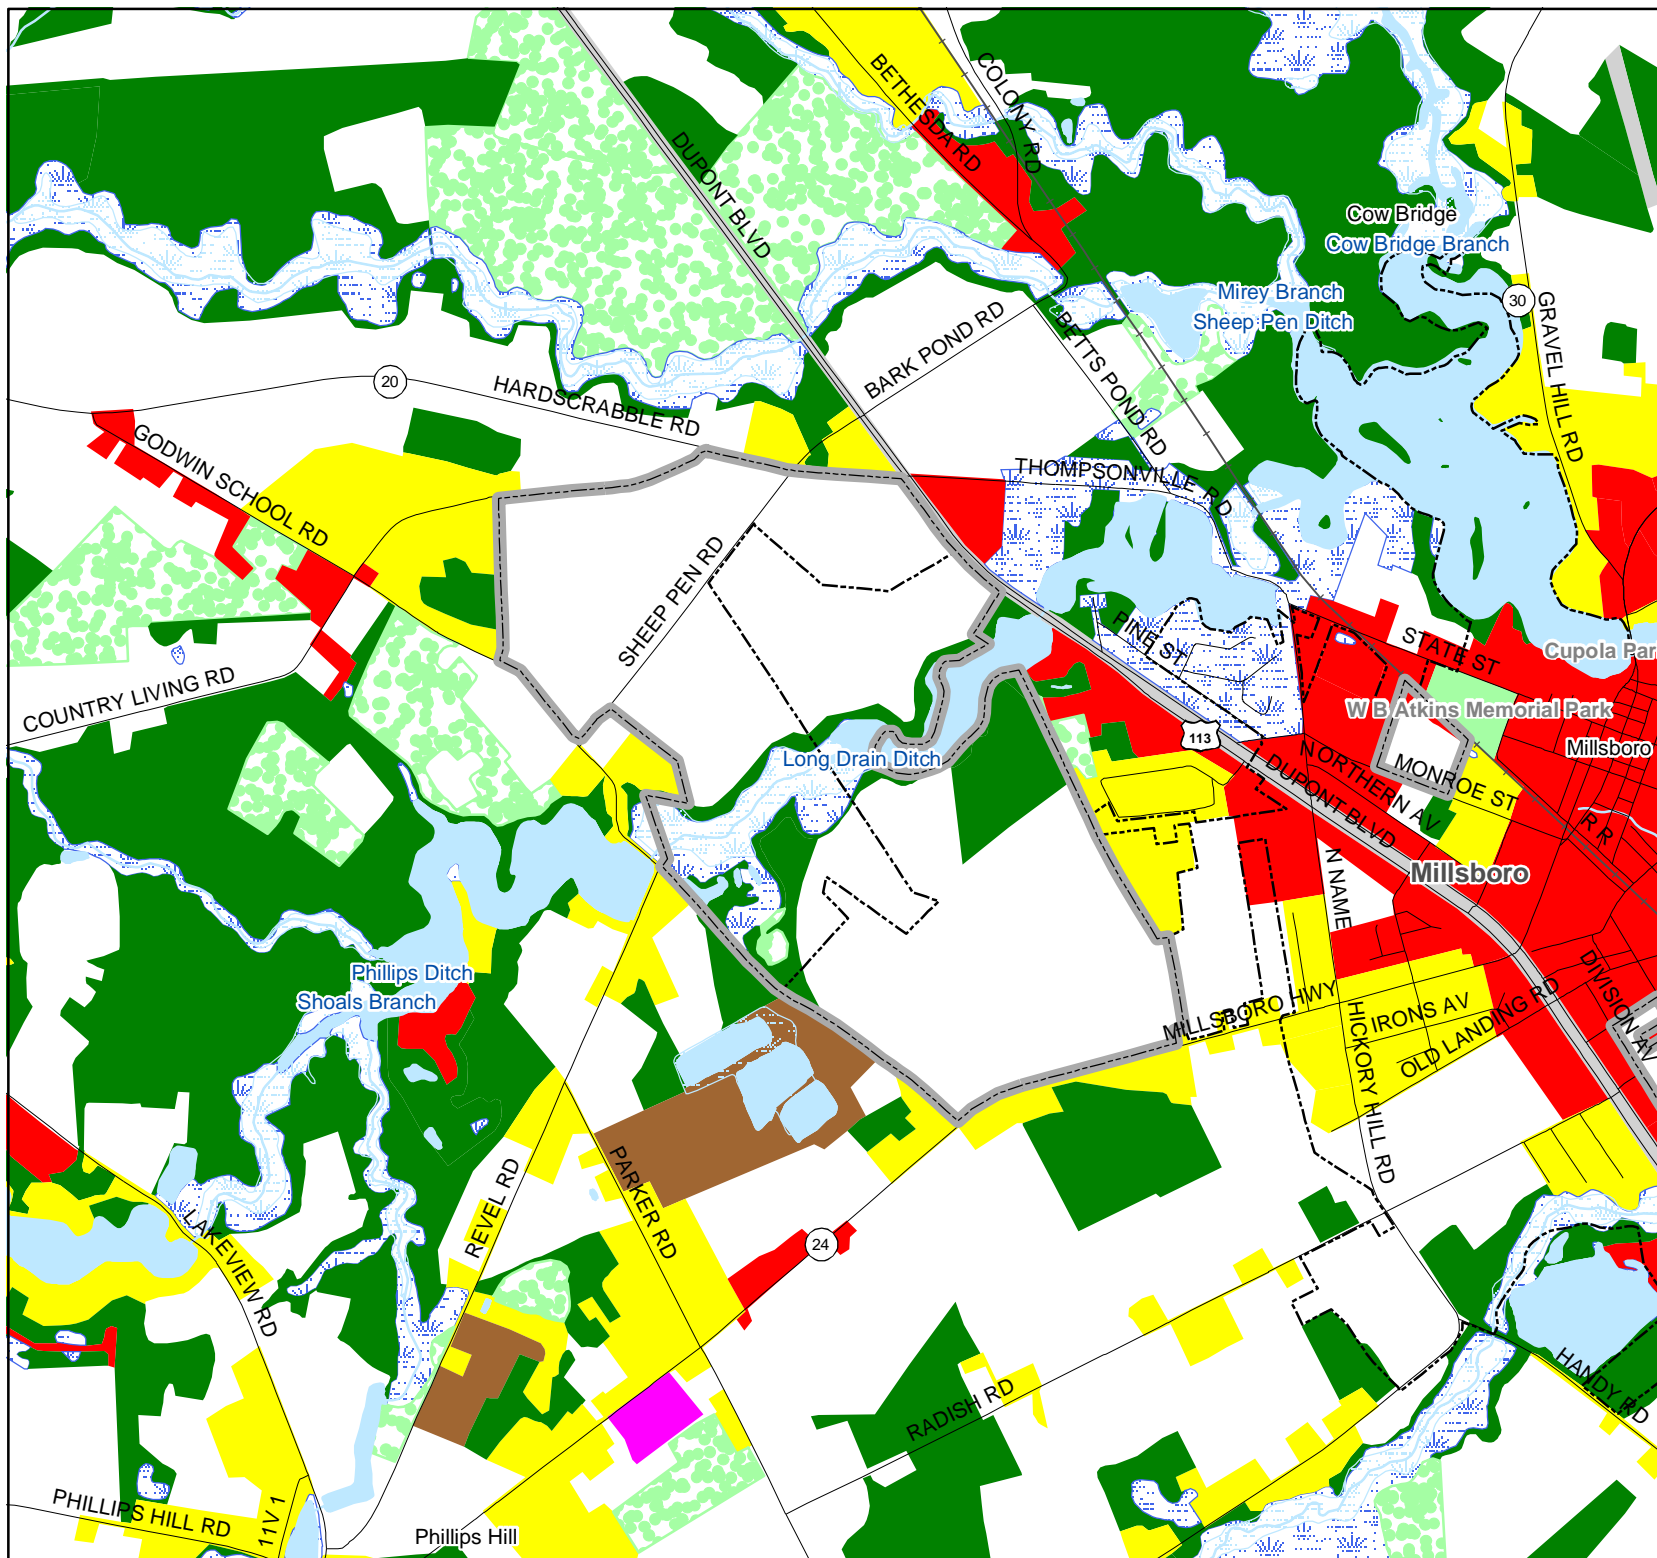 BETHESDA RD
COLONY RD
DUPONT BLVD
Cow Bridge
Cow Bridge Branch
Mirey Branch
Sheep Pen Ditch
30
GRAVEL HILL RD
BARK POND RD
BETTS POND RD
20
HARDSCRABBLE RD
GODWIN SCHOOL RD
THOMPSONVILLE RD
SHEEP PEN RD
PINE ST
STATE ST
Cupola Par
COUNTRY LIVING RD
W B Atkins Memorial Park
113
Millsboro
Long Drain Ditch
NORTHERN AV
MONROE ST
DUPONT BLVD
R R
Millsboro
N NAME
Phillips Ditch
Shoals Branch
DIVISION AV
MILLSBORO HWY
IRONS AV
OLD LANDING RD
HICKORY HILL RD
REVEL RD
PARKER RD
LAKEVIEW RD
24
RADISH RD
HANDY RD
PHILLIPS HILL RD
11V 1
Phillips Hill